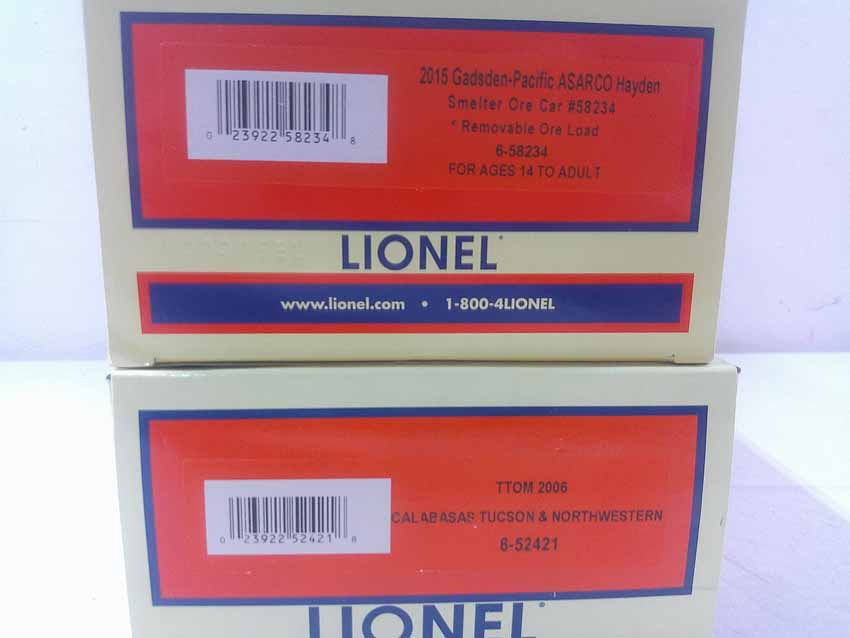 2015 Gadsden-Pacific ASARCO Hayden
Smelter Ore Car #58234
* Removable Ore Load
6-58234
FOR AGES 14 TO ADULT
0 23922 58234 8
LIONEL
www.lionel.com • 1-800-4LIONEL
TTOM 2006
CALABASAS TUCSON & NORTHWESTERN
6-52421
0 23922 52421 8
LIONEL